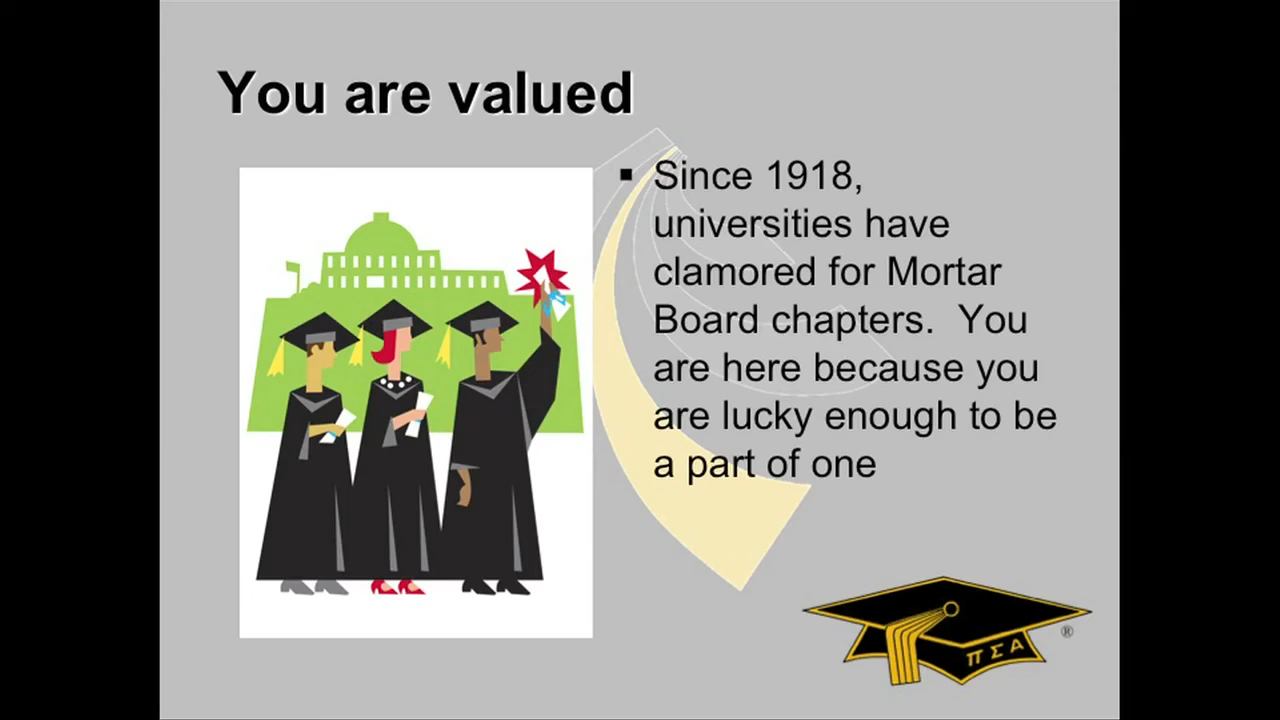 You are valued
▪ Since 1918,
universities have
clamored for Mortar
Board chapters.  You
are here because you
are lucky enough to be
a part of one
ΠΣΑ
®